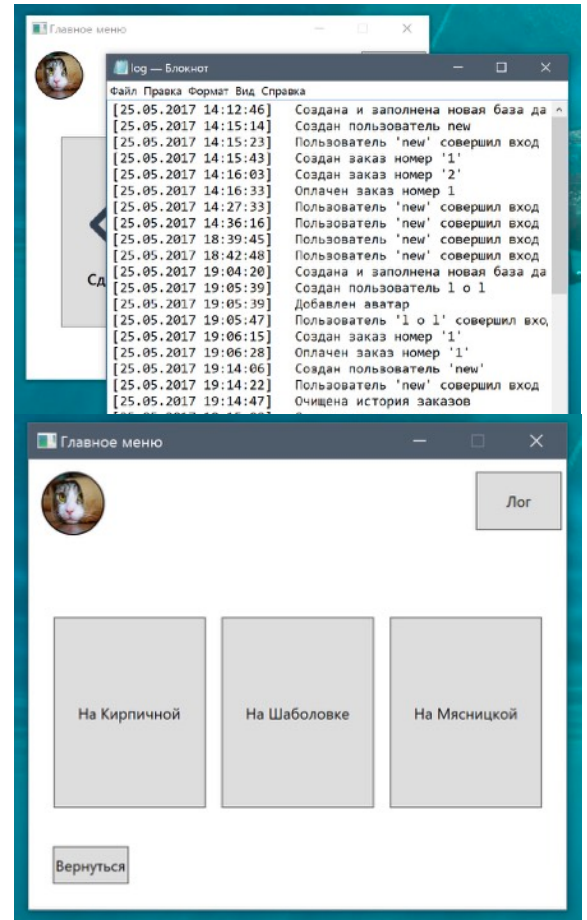 Главное меню
log — Блокнот
Файл Правка Формат Вид Справка
[25.05.2017 14:12:46] Создана и заполнена новая база да
[25.05.2017 14:15:14] Создан пользователь new
[25.05.2017 14:15:23] Пользователь 'new' совершил вход
[25.05.2017 14:15:43] Создан заказ номер '1'
[25.05.2017 14:16:03] Создан заказ номер '2'
[25.05.2017 14:16:33] Оплачен заказ номер 1
[25.05.2017 14:27:33] Пользователь 'new' совершил вход
[25.05.2017 14:36:16] Пользователь 'new' совершил вход
[25.05.2017 18:39:45] Пользователь 'new' совершил вход
[25.05.2017 18:42:48] Пользователь 'new' совершил вход
[25.05.2017 19:04:20] Создана и заполнена новая база да
[25.05.2017 19:05:39] Создан пользователь l o l
[25.05.2017 19:05:39] Добавлен аватар
[25.05.2017 19:05:47] Пользователь 'l o l' совершил вхо
[25.05.2017 19:06:15] Создан заказ номер '1'
[25.05.2017 19:06:28] Оплачен заказ номер '1'
[25.05.2017 19:14:06] Создан пользователь 'new'
[25.05.2017 19:14:22] Пользователь 'new' совершил вход
[25.05.2017 19:14:47] Очищена история заказов
Сд
Главное меню
Лог
На Кирпичной
На Шаболовке
На Мясницкой
Вернуться